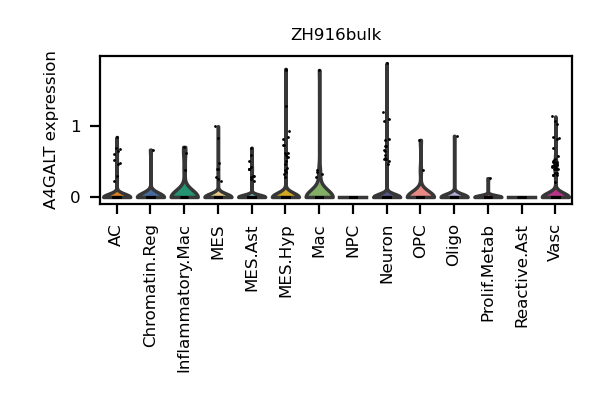 ZH916bulk
A4GALT expression
1
0
AC
Chromatin.Reg
Inflammatory.Mac
MES
MES.Ast
MES.Hyp
Mac
NPC
Neuron
OPC
Oligo
Prolif.Metab
Reactive.Ast
Vasc